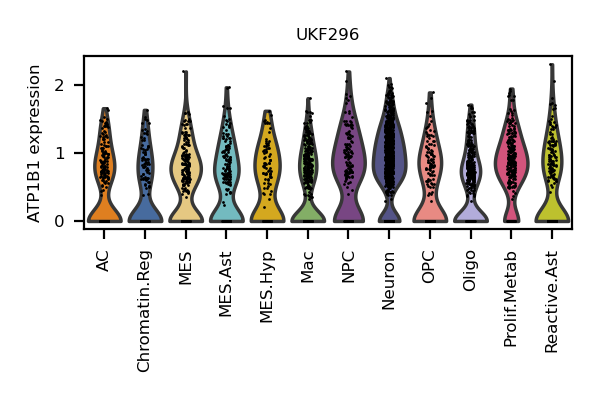 UKF296
ATP1B1 expression
2
1
0
AC
Chromatin.Reg
MES
MES.Ast
MES.Hyp
Mac
NPC
Neuron
OPC
Oligo
Prolif.Metab
Reactive.Ast